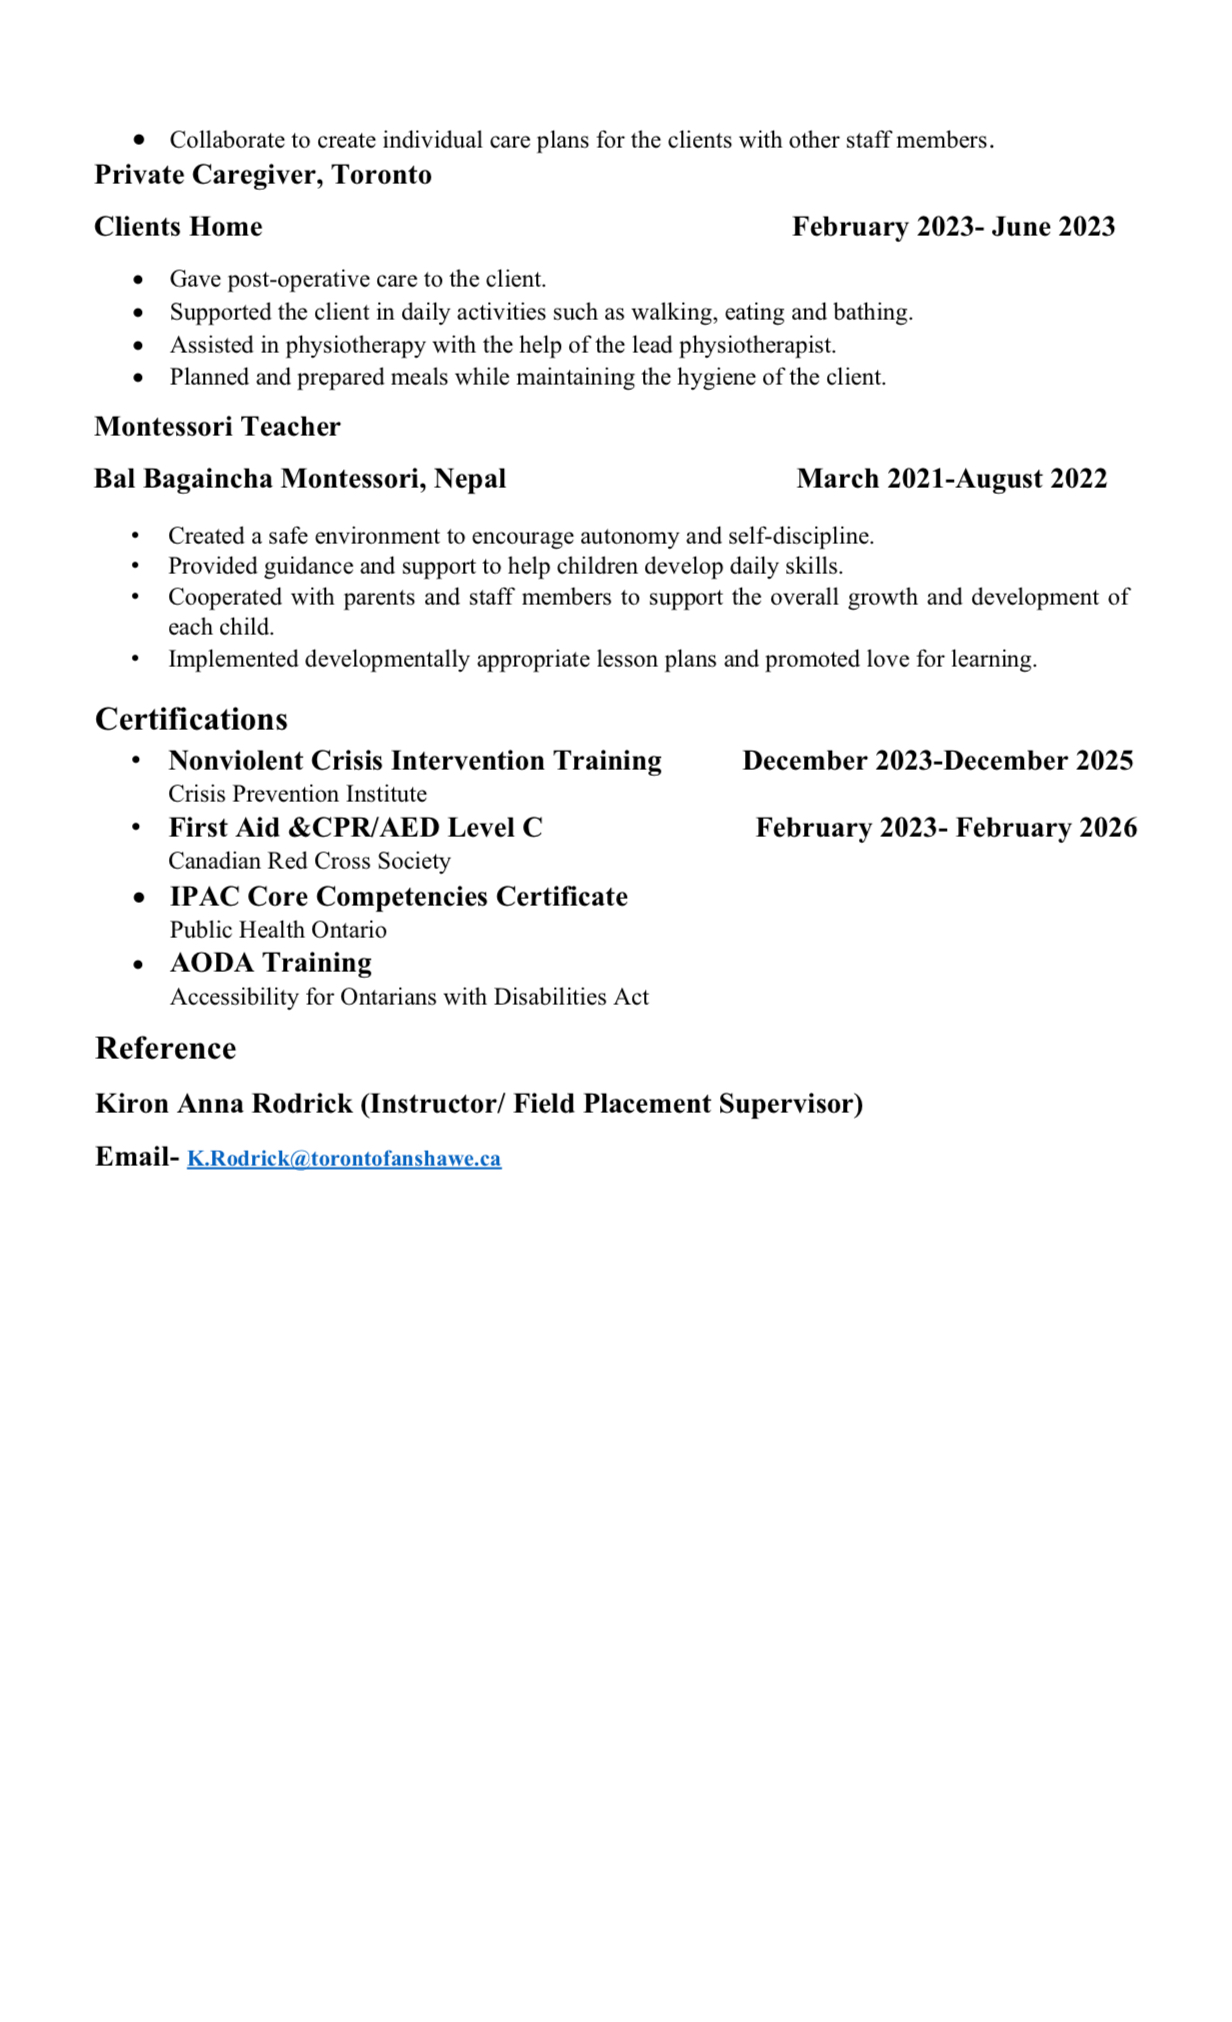 • Collaborate to create individual care plans for the clients with other staff members.
Private Caregiver, Toronto
Clients Home February 2023- June 2023
• Gave post-operative care to the client.
• Supported the client in daily activities such as walking, eating and bathing.
• Assisted in physiotherapy with the help of the lead physiotherapist.
• Planned and prepared meals while maintaining the hygiene of the client.
Montessori Teacher
Bal Bagaincha Montessori, Nepal March 2021-August 2022
• Created a safe environment to encourage autonomy and self-discipline.
• Provided guidance and support to help children develop daily skills.
• Cooperated with parents and staff members to support the overall growth and development of
each child.
• Implemented developmentally appropriate lesson plans and promoted love for learning.
Certifications
• Nonviolent Crisis Intervention Training December 2023-December 2025
Crisis Prevention Institute
• First Aid &CPR/AED Level C February 2023- February 2026
Canadian Red Cross Society
• IPAC Core Competencies Certificate
Public Health Ontario
• AODA Training
Accessibility for Ontarians with Disabilities Act
Reference
Kiron Anna Rodrick (Instructor/ Field Placement Supervisor)
Email- K.Rodrick@torontofanshawe.ca